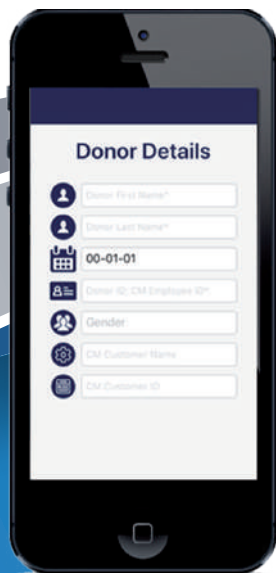 Donor Details
Donor First Name*
Donor Last Name*
00-01-01
Donor ID; CM Employee ID*
Gender
CM Customer Name
CM Customer ID